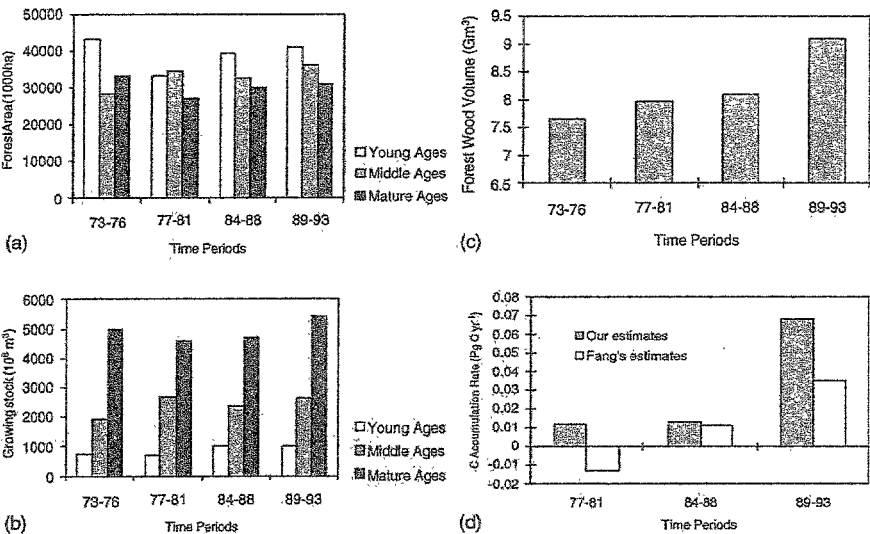 50000
40000
30000
20000
10000
0
ForestArea(1000ha)
73-76
77-81
84-88
89-93
Time Periods
Young Ages
Middle Ages
Mature Ages
(a)
9.5
9
8.5
8
7.5
7
6.5
Forest Wood Volume (Gm³)
73-76
77-81
84-88
89-93
Time Periods
(c)
6000
5000
4000
3000
2000
1000
0
Growing stock (10⁶ m³)
73-76
77-81
84-88
89-93
Time Periods
Young Ages
Middle Ages
Mature Ages
(b)
0.08
0.07
0.06
0.05
0.04
0.03
0.02
0.01
0
-0.01
-0.02
C Accumulation Rate (Pg C yr⁻¹)
Our estimates
Fang's estimates
77-81
84-88
89-93
Time Periods
(d)